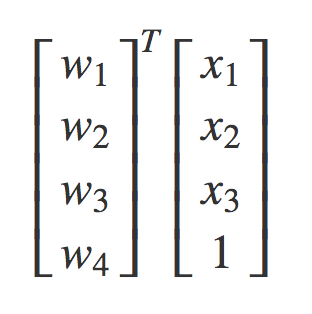 [w₁ w₂ w₃ w₄]ᵀ [x₁ x₂ x₃ 1]